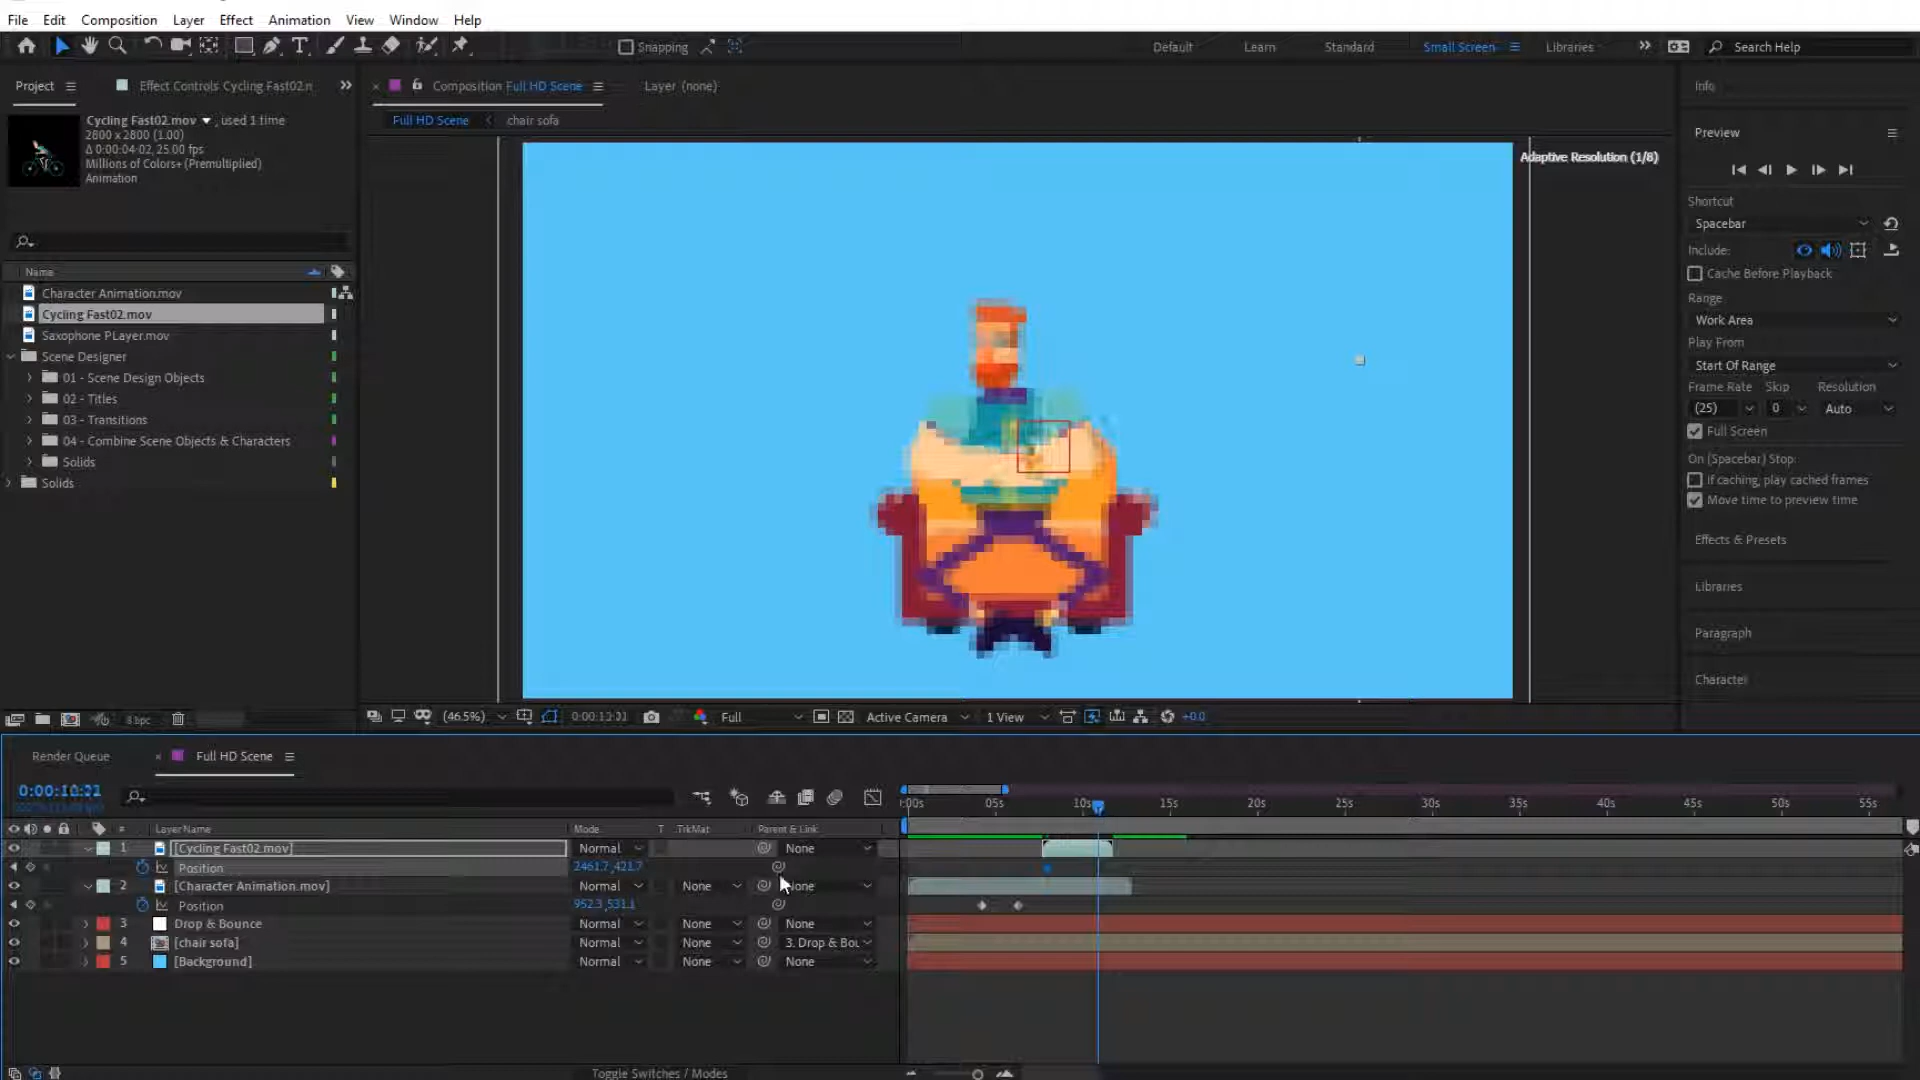 File Edit Composition Layer Effect Animation View Window Help
Snapping Default Learn Standard Small Screen Libraries Search Help
Project Effect Controls Cycling Fast02.n Composition Full HD Scene Layer (none) Info
Full HD Scene chair sofa
Cycling Fast02.mov , used 1 time
2800 x 2800 (1.00)
Δ 0:00:04:02, 25.00 fps
Millions of Colors+ (Premultiplied)
Animation
Adaptive Resolution (1/8)
Preview
Shortcut
Spacebar
Include:
Cache Before Playback
Range
Work Area
Play From
Start Of Range
Frame Rate Skip Resolution
(25) 0 Auto
Full Screen
On (Spacebar) Stop:
If caching, play cached frames
Move time to preview time
Effects & Presets
Libraries
Paragraph
Character
Name
Character Animation.mov
Cycling Fast02.mov
Saxophone PLayer.mov
Scene Designer
01 - Scene Design Objects
02 - Titles
03 - Transitions
04 - Combine Scene Objects & Characters
Solids
Solids
8 bpc (46.5%) Full Active Camera 1 View +0.0
Render Queue Full HD Scene
:00s 05s 10s 15s 20s 25s 30s 35s 40s 45s 50s 55s
# Layer Name Mode T TrkMat Parent & Link
1 [Cycling Fast02.mov] Normal None
Position 2461.7,421.7
2 [Character Animation.mov] Normal None None
Position 952.3,531.1
3 Drop & Bounce Normal None None
4 [chair sofa] Normal None 3. Drop & Bou
5 [Background] Normal None None
Toggle Switches / Modes